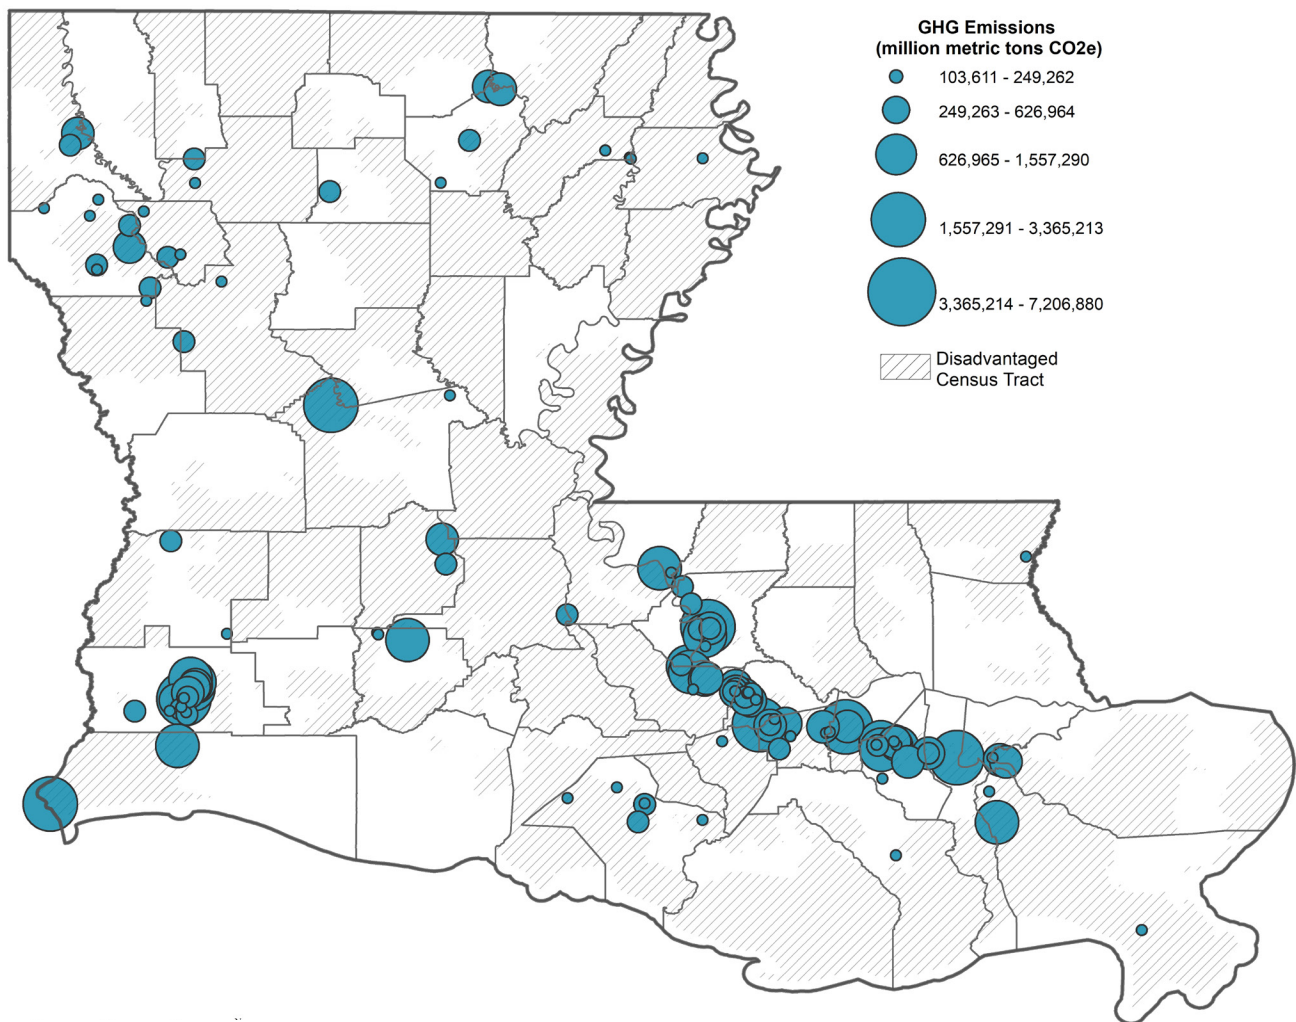 GHG Emissions
(million metric tons CO2e)
103,611 - 249,262
249,263 - 626,964
626,965 - 1,557,290
1,557,291 - 3,365,213
3,365,214 - 7,206,880
Disadvantaged
Census Tract
N